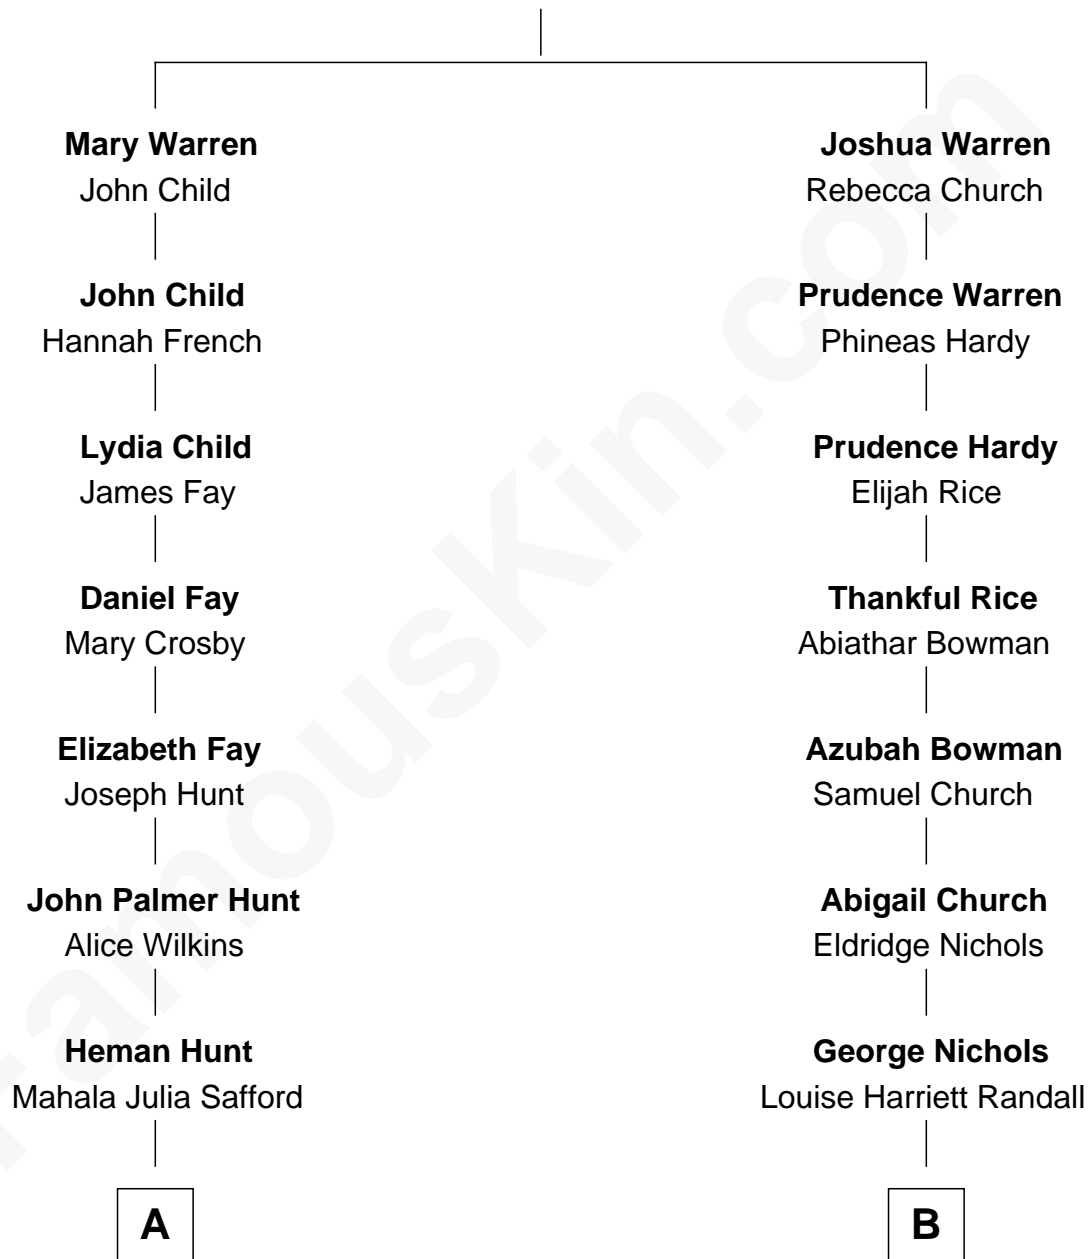 Mary Warren
John Child
John Child
Hannah French
Lydia Child
James Fay
Daniel Fay
Mary Crosby
Elizabeth Fay
Joseph Hunt
John Palmer Hunt
Alice Wilkins
Heman Hunt
Mahala Julia Safford
A
Joshua Warren
Rebecca Church
Prudence Warren
Phineas Hardy
Prudence Hardy
Elijah Rice
Thankful Rice
Abiathar Bowman
Azubah Bowman
Samuel Church
Abigail Church
Eldridge Nichols
George Nichols
Louise Harriett Randall
B
FamousKin.com